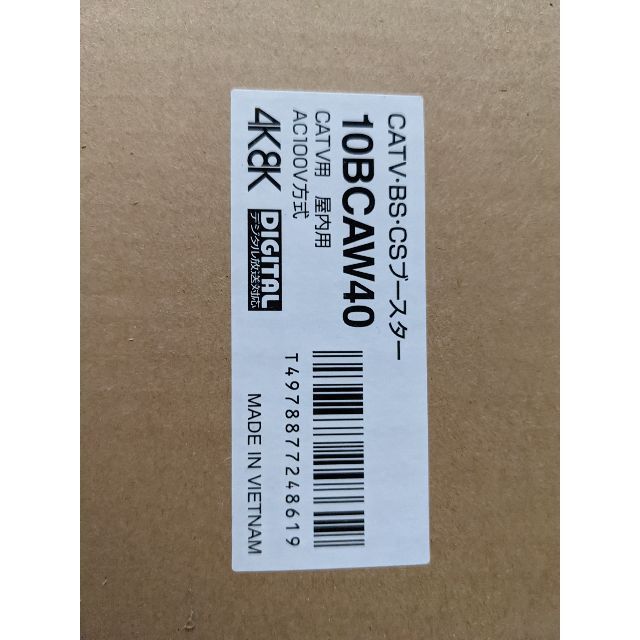 CATV・BS・CSブースター
10BCAW40
CATV用 屋内用
AC100V方式
4K8K
DIGITAL
デジタル放送対応
T4978877248619
MADE IN VIETNAM